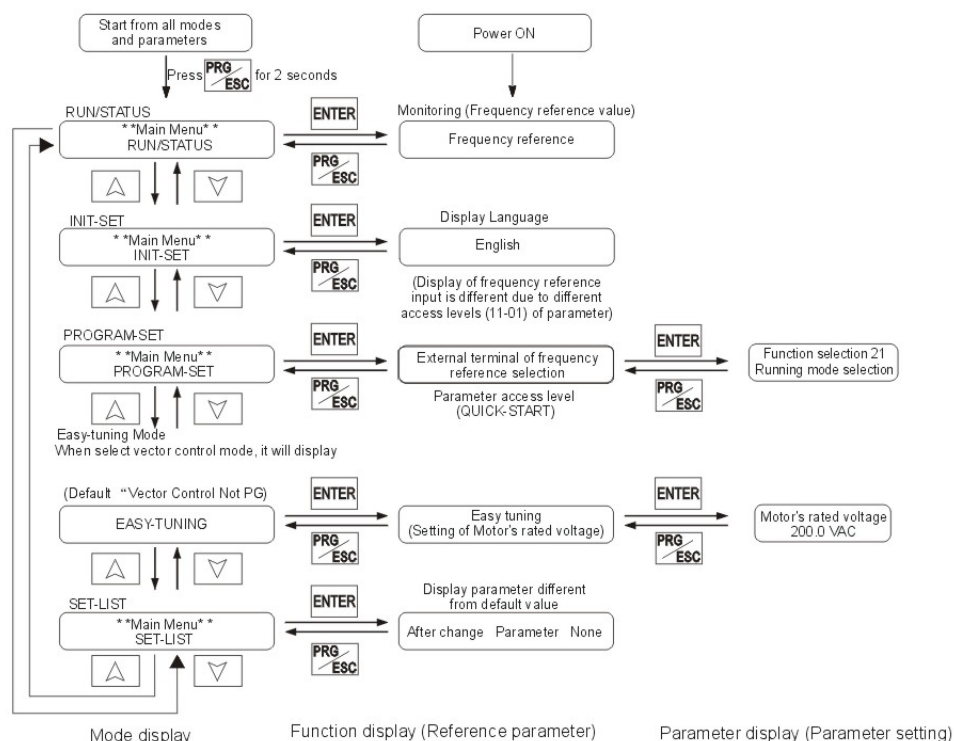 Start from all modes
and parameters
Power ON
Press PRG/ESC for 2 seconds
RUN/STATUS
* *Main Menu* *
RUN/STATUS
ENTER
PRG/ESC
Monitoring (Frequency reference value)
Frequency reference
INIT-SET
* *Main Menu* *
INIT-SET
ENTER
PRG/ESC
Display Language
English
(Display of frequency reference
input is different due to different
access levels (11-01) of parameter)
PROGRAM-SET
* *Main Menu* *
PROGRAM-SET
ENTER
PRG/ESC
External terminal of frequency
reference selection
Parameter access level
(QUICK-START)
ENTER
PRG/ESC
Function selection 21
Running mode selection
Easy-tuning Mode
When select vector control mode, it will display
(Default “Vector Control Not PG)
EASY-TUNING
ENTER
PRG/ESC
Easy tuning
(Setting of Motor's rated voltage)
ENTER
PRG/ESC
Motor's rated voltage
200.0 VAC
SET-LIST
* *Main Menu* *
SET-LIST
ENTER
PRG/ESC
Display parameter different
from default value
After change Parameter None
Mode display
Function display (Reference parameter)
Parameter display (Parameter setting)